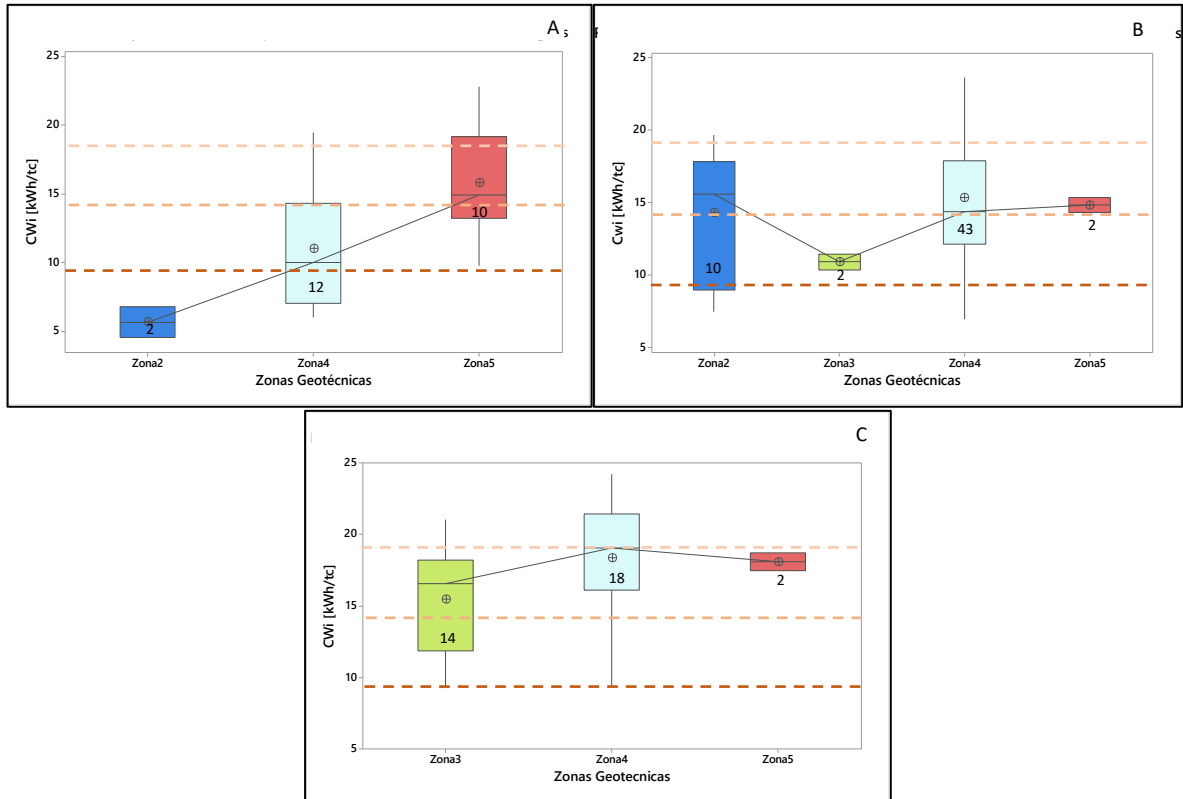 A
s
25
20
15
10
5
CWi [kWh/tc]
2
12
10
Zona2 Zona4 Zona5
Zonas Geotécnicas
B
s
25
20
15
10
5
Cwi [kWh/tc]
10
2
43
2
Zona2 Zona3 Zona4 Zona5
Zonas Geotécnicas
C
25
20
15
10
5
CWi [kWh/tc]
14
18
2
Zona3 Zona4 Zona5
Zonas Geotecnicas